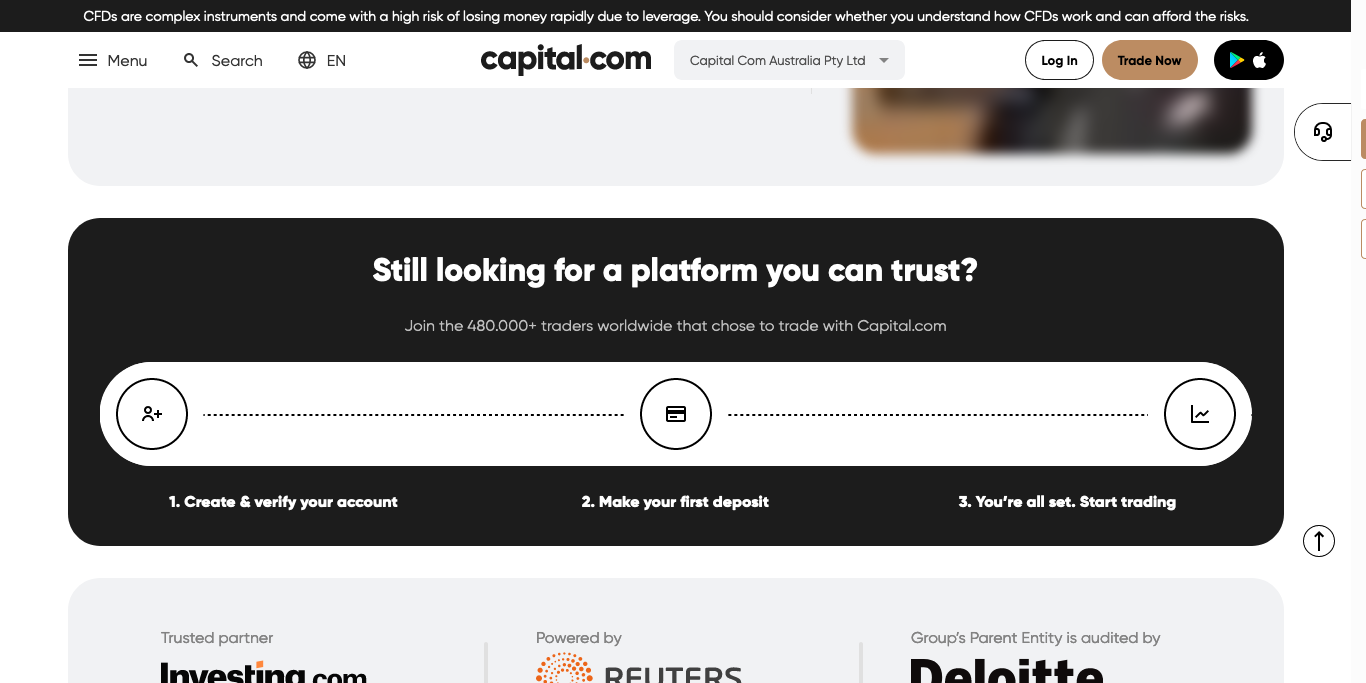 CFDs are complex instruments and come with a high risk of losing money rapidly due to leverage. You should consider whether you understand how CFDs work and can afford the risks.
Menu
Search
EN
capital.com
Capital Com Australia Pty Ltd
Log In
Trade Now
Still looking for a platform you can trust?
Join the 480.000+ traders worldwide that chose to trade with Capital.com
1. Create & verify your account
2. Make your first deposit
3. You’re all set. Start trading
Trusted partner
Powered by
Group’s Parent Entity is audited by
Investing.com
REUTERS
Deloitte